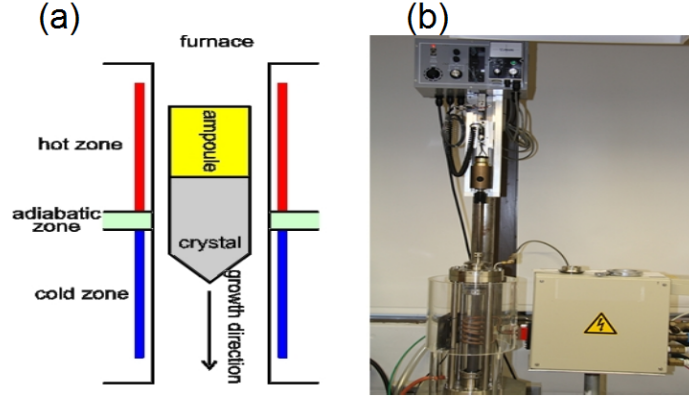 (a)
(b)
furnace
hot zone
ampoule
adiabatic
zone
crystal
cold zone
growth direction